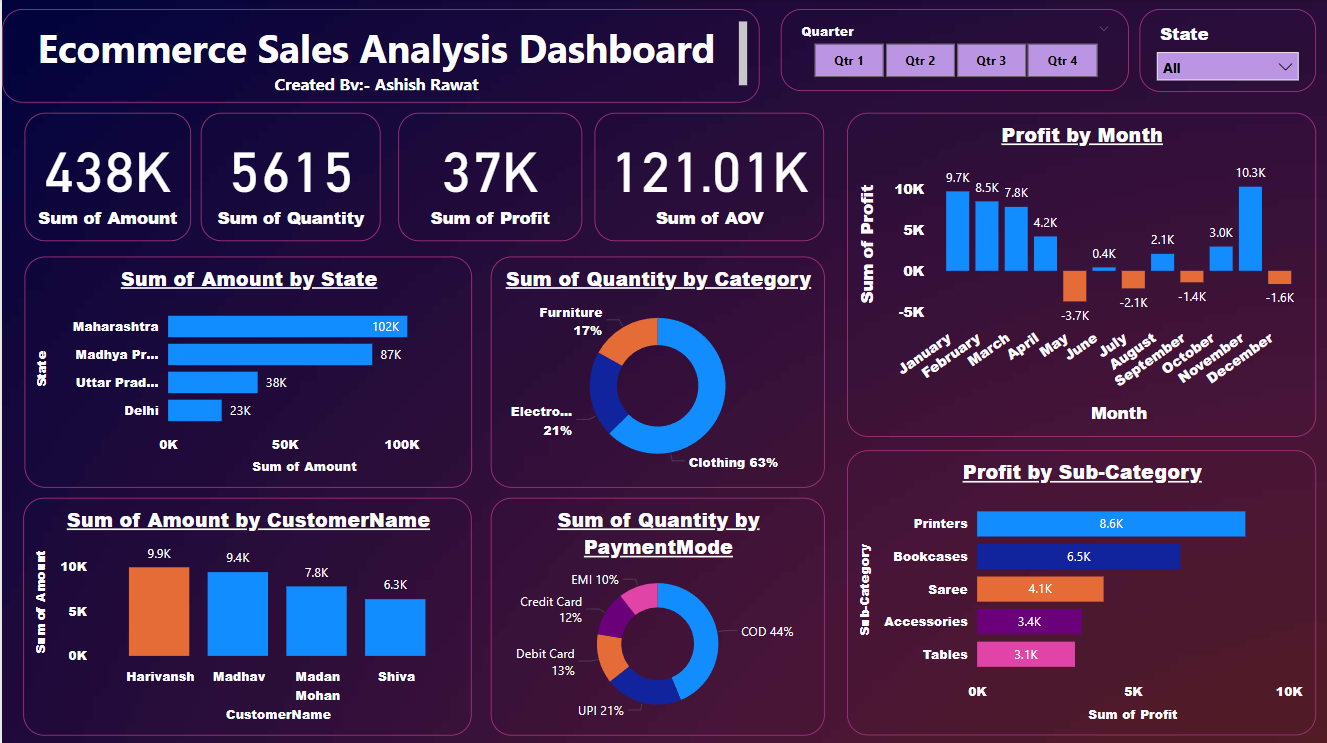 Ecommerce Sales Analysis Dashboard
Created By:- Ashish Rawat
Quarter
Qtr 1
Qtr 2
Qtr 3
Qtr 4
State
All
438K
Sum of Amount
5615
Sum of Quantity
37K
Sum of Profit
121.01K
Sum of AOV
Profit by Month
Sum of Profit
10K
5K
0K
-5K
9.7K
8.5K
7.8K
4.2K
-3.7K
0.4K
-2.1K
2.1K
-1.4K
3.0K
10.3K
-1.6K
January
February
March
April
May
June
July
August
September
October
November
December
Month
Sum of Amount by State
State
Maharashtra
102K
Madhya Pr...
87K
Uttar Prad...
38K
Delhi
23K
0K
50K
100K
Sum of Amount
Sum of Quantity by Category
Furniture
17%
Electro...
21%
Clothing 63%
Sum of Amount by CustomerName
Sum of Amount
10K
5K
0K
9.9K
9.4K
7.8K
6.3K
Harivansh
Madhav
Madan
Mohan
Shiva
CustomerName
Sum of Quantity by
PaymentMode
EMI 10%
Credit Card
12%
Debit Card
13%
UPI 21%
COD 44%
Profit by Sub-Category
Sub-Category
Printers
8.6K
Bookcases
6.5K
Saree
4.1K
Accessories
3.4K
Tables
3.1K
0K
5K
10K
Sum of Profit